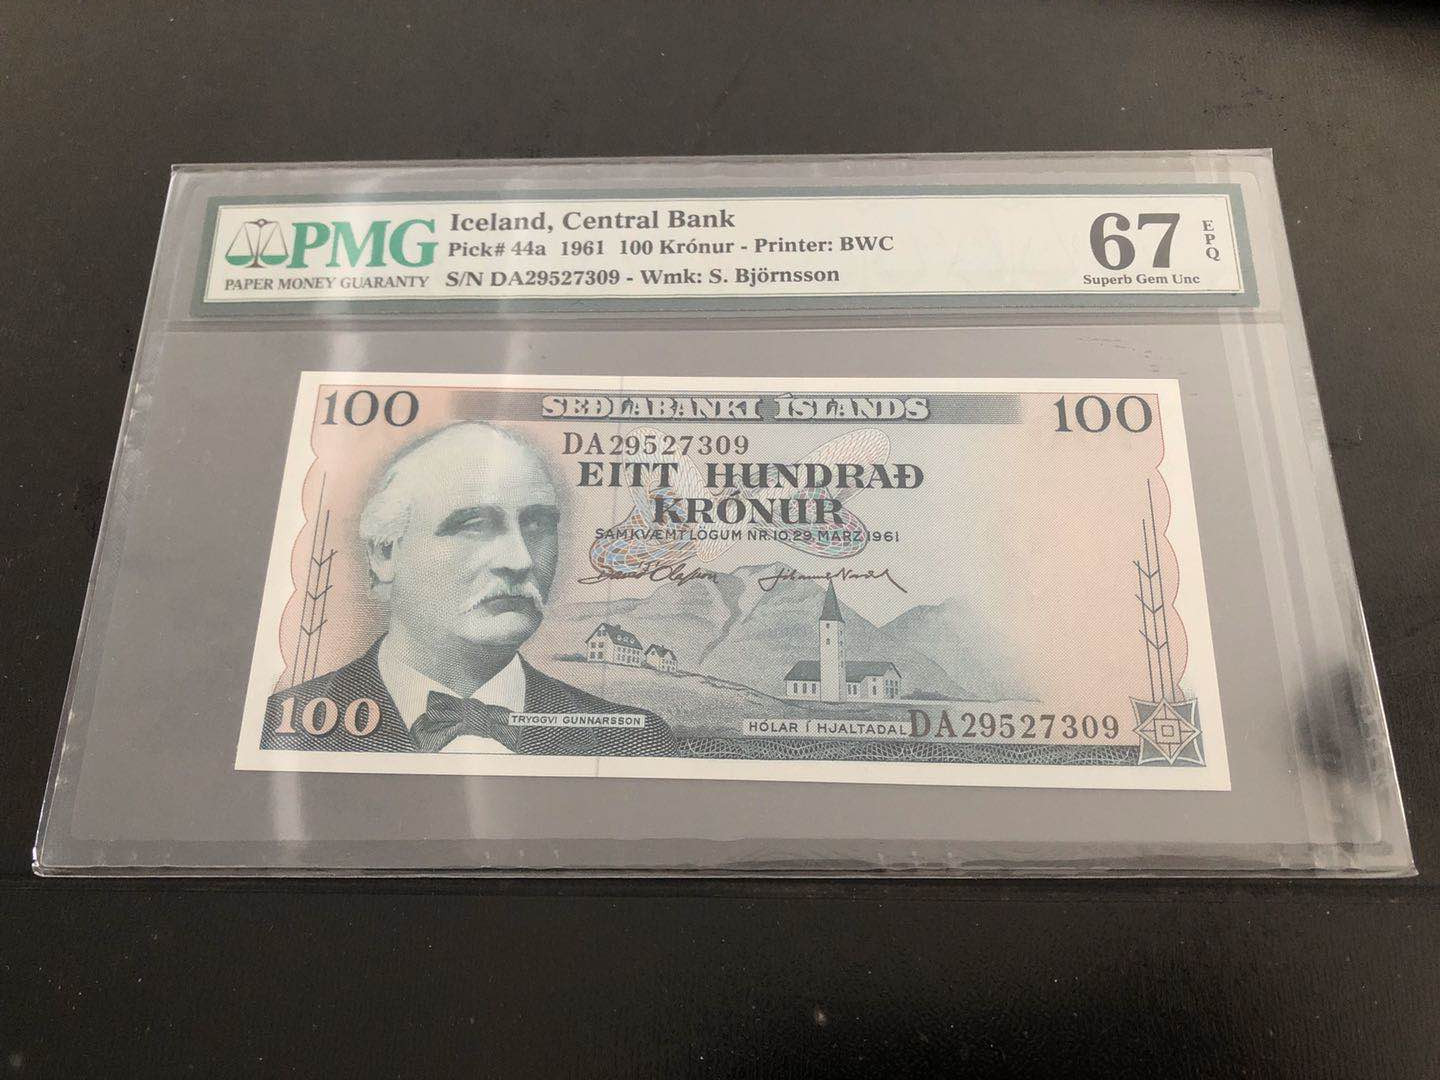 PMG
PAPER MONEY GUARANTY
Iceland, Central Bank
Pick# 44a 1961 100 Krónur - Printer: BWC
S/N DA29527309 - Wmk: S. Björnsson
67
EPQ
Superb Gem Unc
100
SEÐLABANKI ÍSLANDS
100
DA29527309
EITT HUNDRAÐ
KRÓNUR
SAMKVÆMT LÖGUM NR. 10. 29. MARZ 1961
100
TRYGGVI GUNNARSSON
HÓLAR Í HJALTADAL
DA29527309